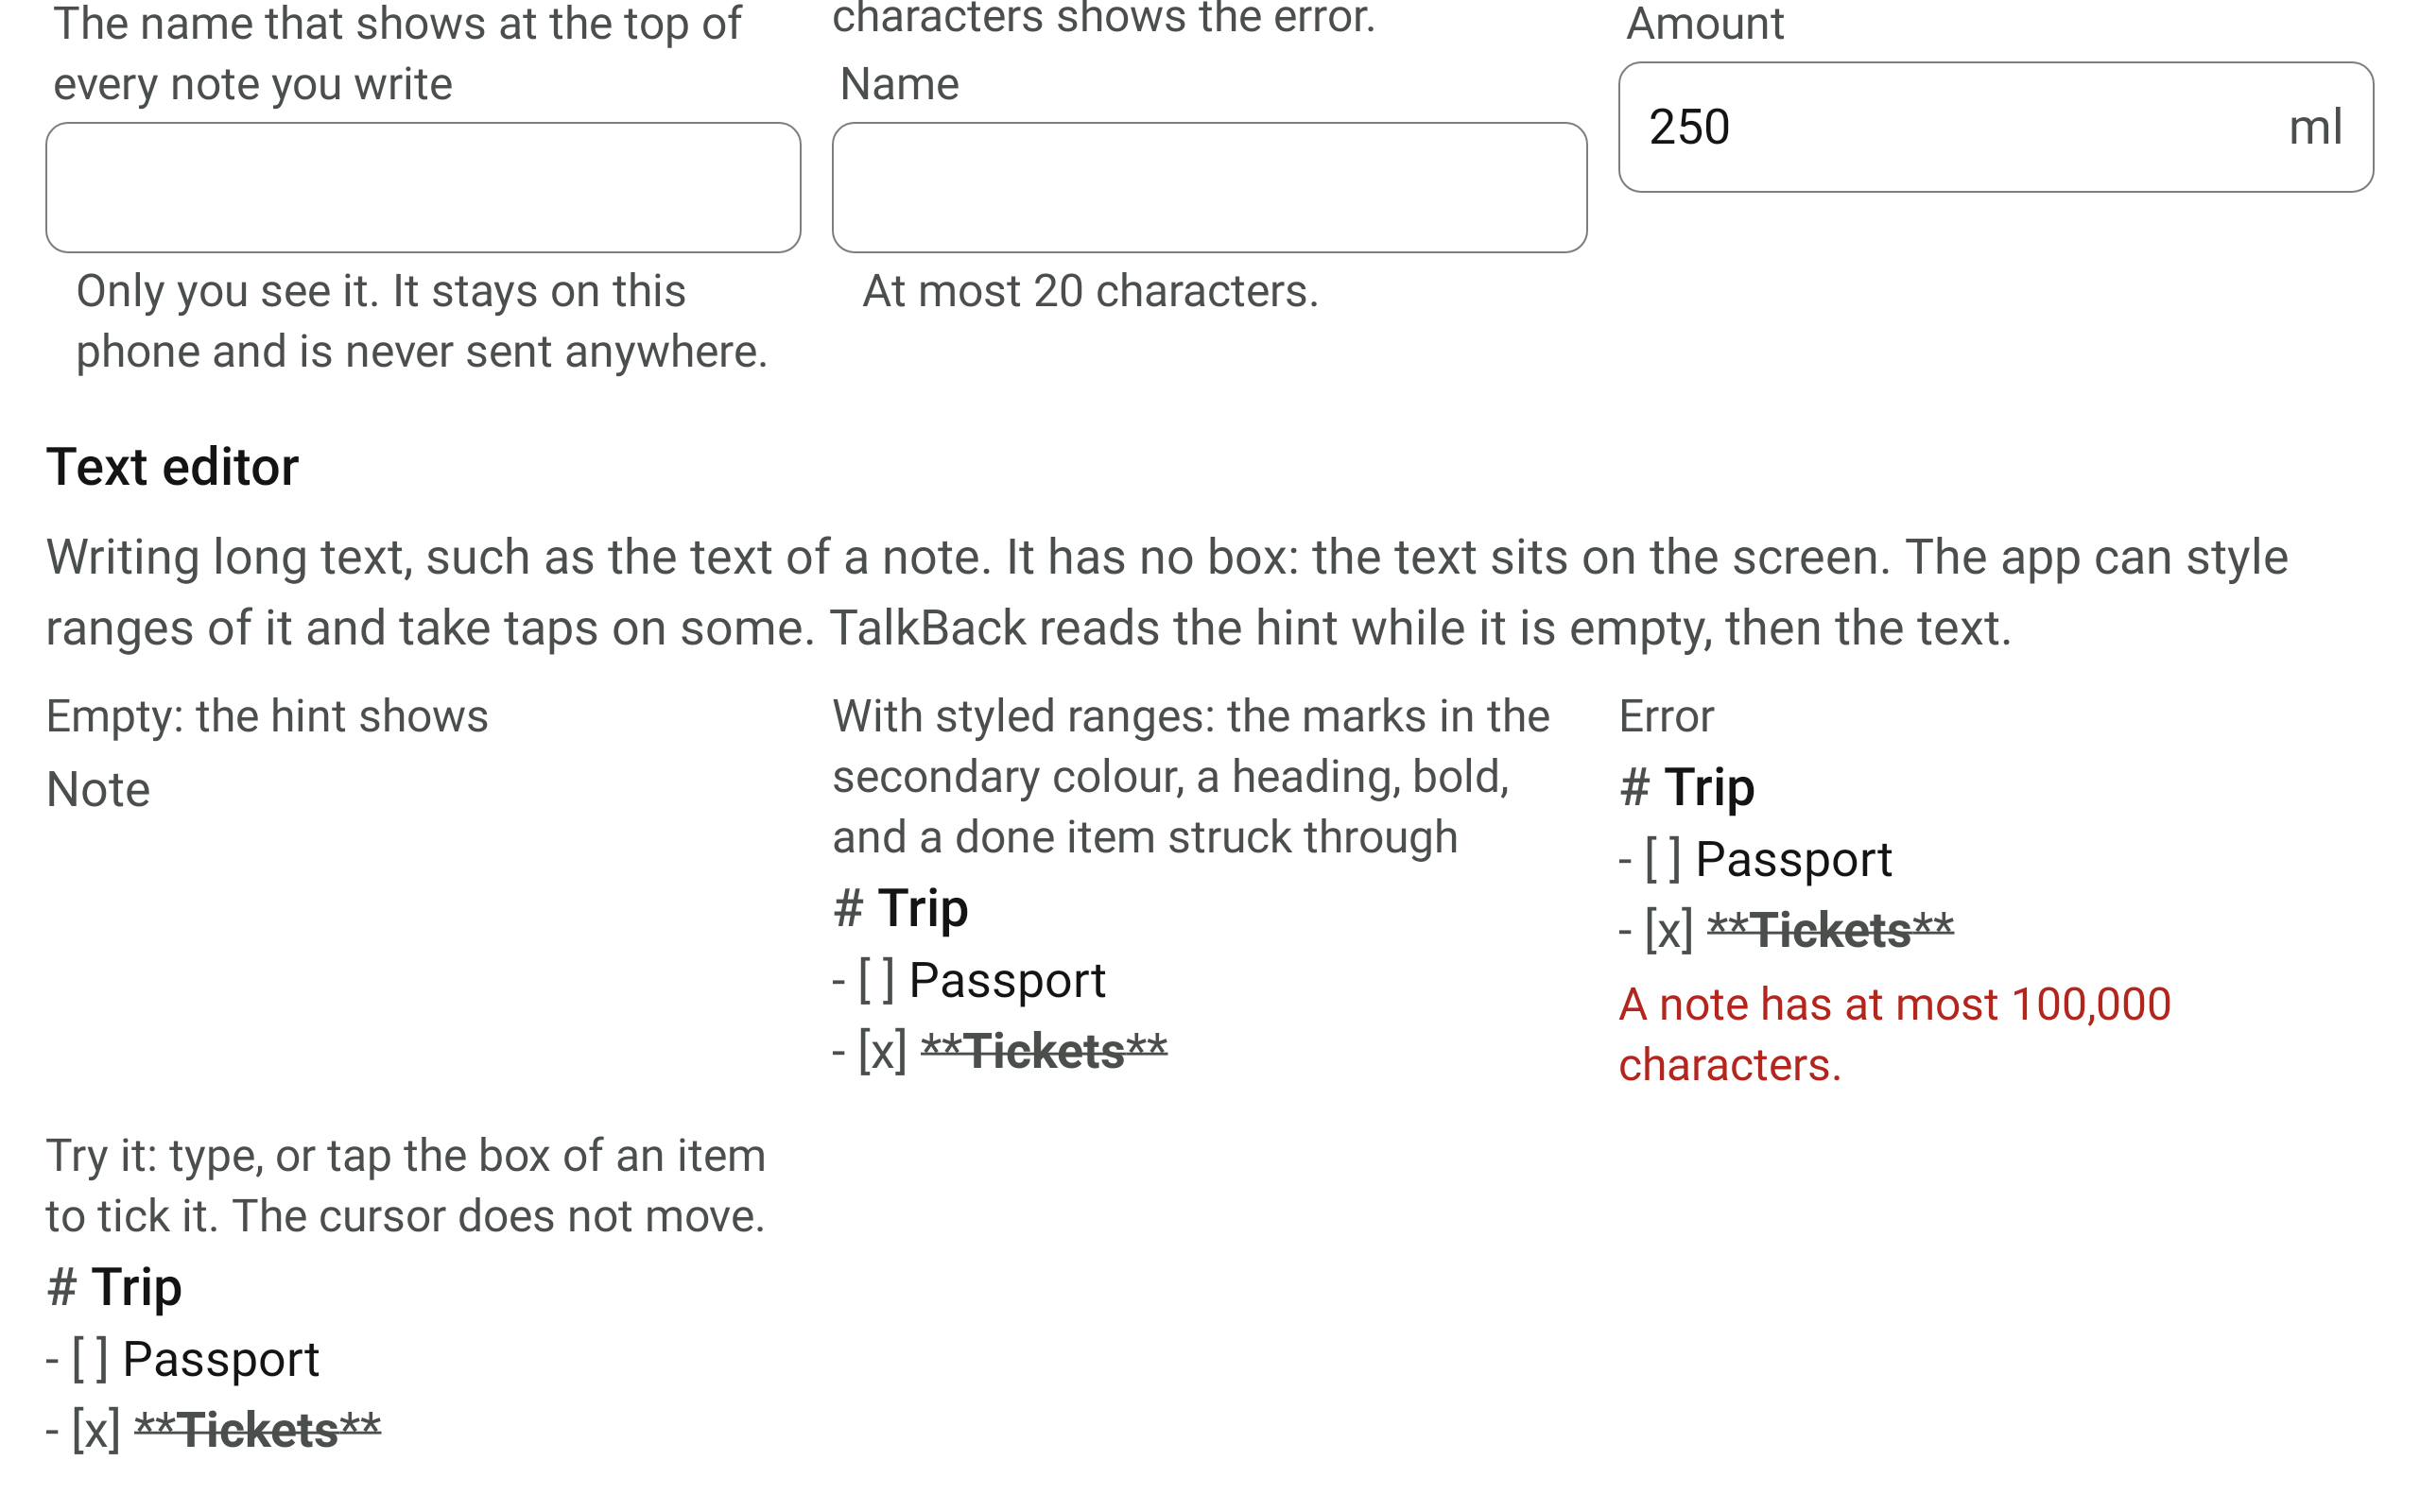 The name that shows at the top of
every note you write
Only you see it. It stays on this
phone and is never sent anywhere.
characters shows the error.
Name
At most 20 characters.
Amount
250 ml
Text editor
Writing long text, such as the text of a note. It has no box: the text sits on the screen. The app can style
ranges of it and take taps on some. TalkBack reads the hint while it is empty, then the text.
Empty: the hint shows
Note
With styled ranges: the marks in the
secondary colour, a heading, bold,
and a done item struck through
# Trip
- [ ] Passport
- [x] **Tickets**
Error
# Trip
- [ ] Passport
- [x] **Tickets**
A note has at most 100,000
characters.
Try it: type, or tap the box of an item
to tick it. The cursor does not move.
# Trip
- [ ] Passport
- [x] **Tickets**